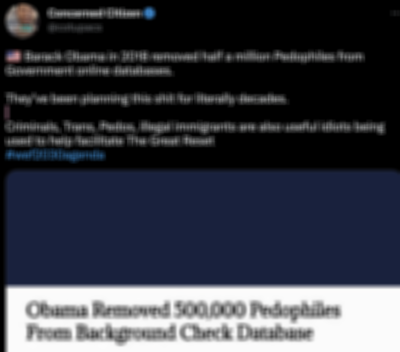 Concerned Citizen
🇺🇸 Barack Obama in 2016 removed half a million Pedophiles from
Government online databases.
They've been planning this shit for literally decades.
Criminals, Trans, Pedos, illegal immigrants are also useful idiots being
used to help facilitate The Great Reset
Obama Removed 500,000 Pedophiles
From Background Check Database